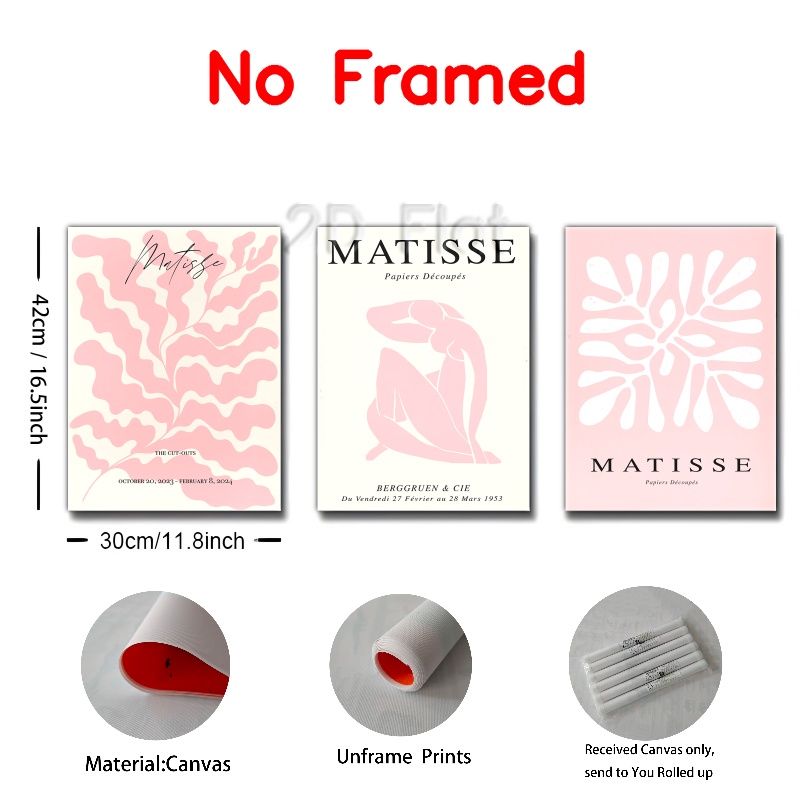 No Framed
2D Flat
Matisse
THE CUT-OUTS
OCTOBER 20, 2023 - FEBRUARY 8, 2024
MATISSE
Papiers Découpés
BERGGRUEN & CIE
Du Vendredi 27 Février au 28 Mars 1953
MATISSE
Papiers Découpés
42cm / 16.5inch
30cm/11.8inch
Material:Canvas
Unframe Prints
Received Canvas only,
send to You Rolled up